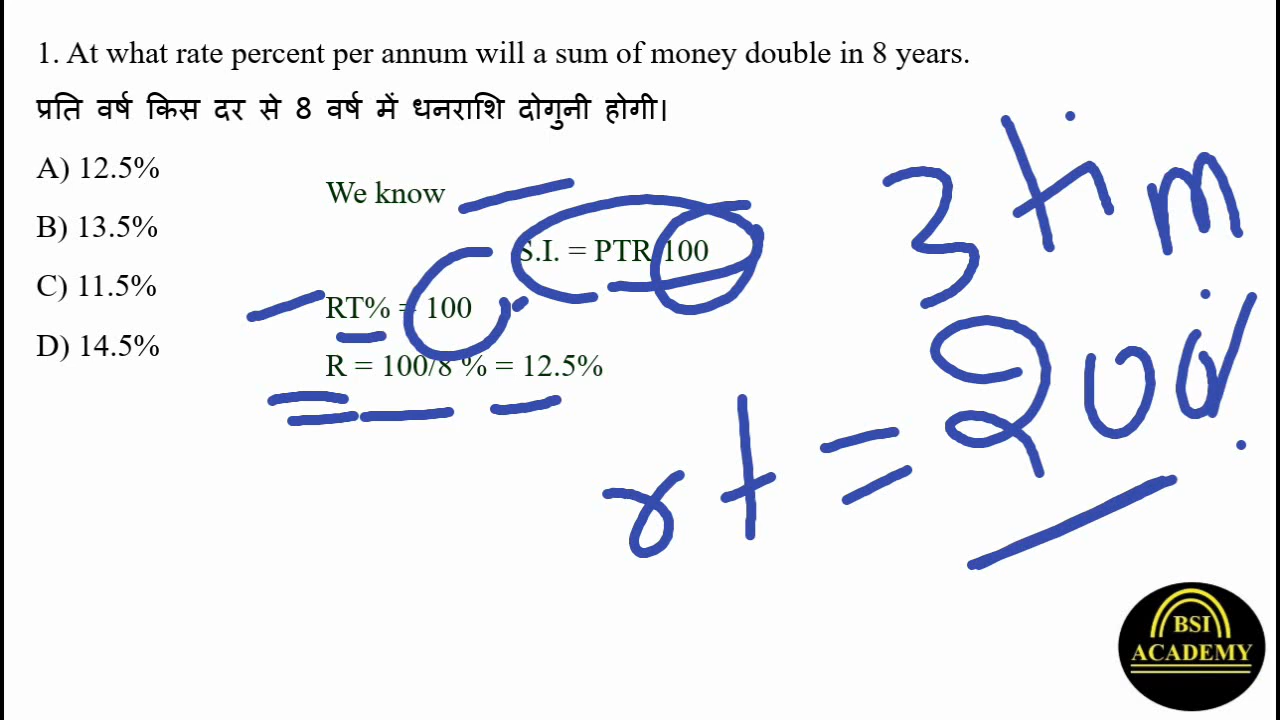 1. At what rate percent per annum will a sum of money double in 8 years.
प्रति वर्ष किस दर से 8 वर्ष में धनराशि दोगुनी होगी।
A) 12.5%
B) 13.5%
C) 11.5%
D) 14.5%
We know
S.I. = PTR/100
RT% = 100
R = 100/8 % = 12.5%
3 tim
rt = 200
BSI
ACADEMY